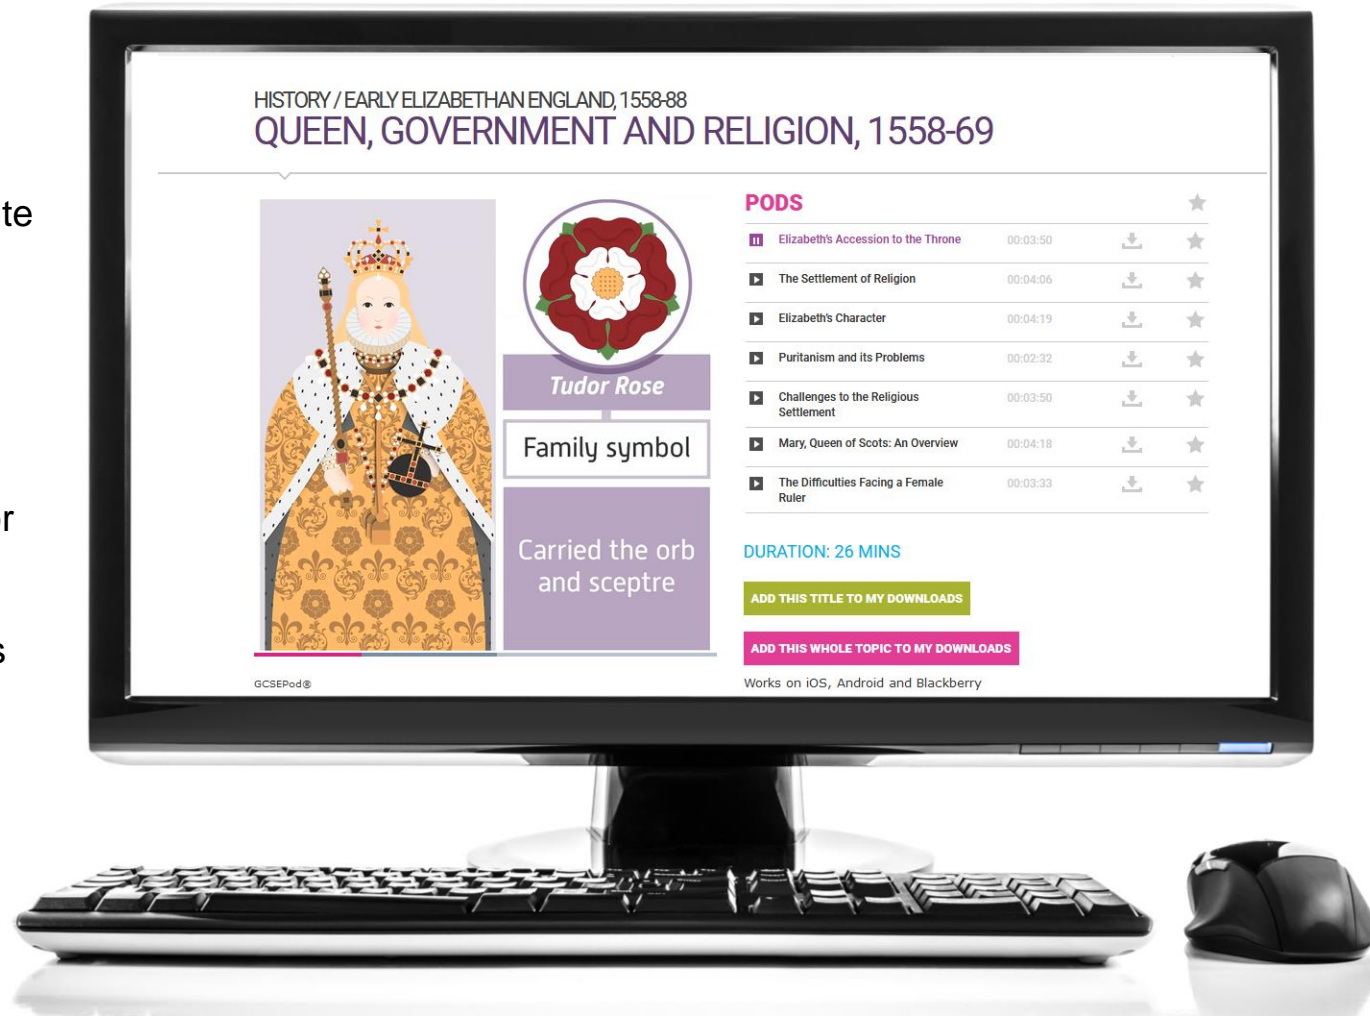 te
or
s
HISTORY / EARLY ELIZABETHAN ENGLAND, 1558-88
QUEEN, GOVERNMENT AND RELIGION, 1558-69
Tudor Rose
Family symbol
Carried the orb
and sceptre
GCSEPod®
PODS
Elizabeth's Accession to the Throne 00:03:50
The Settlement of Religion 00:04:06
Elizabeth's Character 00:04:19
Puritanism and its Problems 00:02:32
Challenges to the Religious 00:03:50
Settlement
Mary, Queen of Scots: An Overview 00:04:18
The Difficulties Facing a Female 00:03:33
Ruler
DURATION: 26 MINS
ADD THIS TITLE TO MY DOWNLOADS
ADD THIS WHOLE TOPIC TO MY DOWNLOADS
Works on iOS, Android and Blackberry